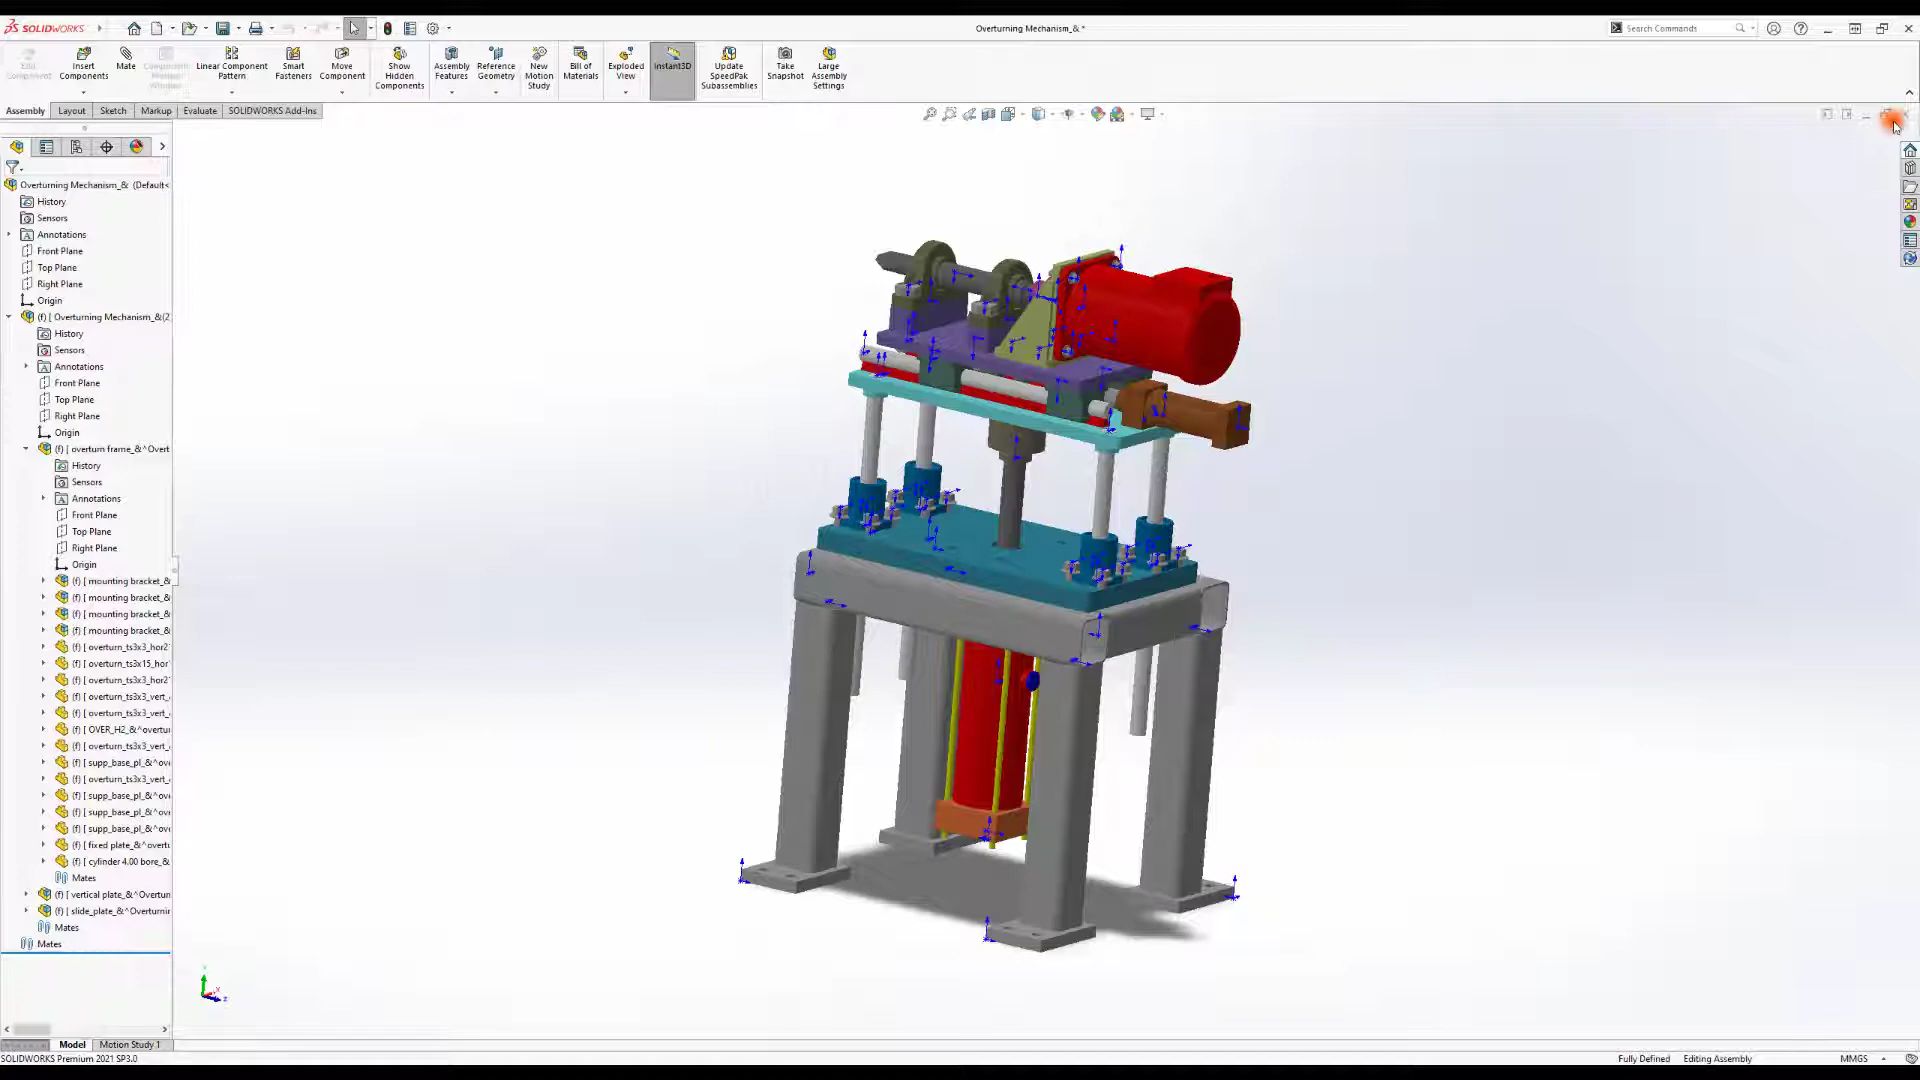 SOLIDWORKS
Overturning Mechanism_& *
Search Commands
Edit Component
Insert Components
Mate
Component Preview Window
Linear Component Pattern
Smart Fasteners
Move Component
Show Hidden Components
Assembly Features
Reference Geometry
New Motion Study
Bill of Materials
Exploded View
Instant3D
Update SpeedPak Subassemblies
Take Snapshot
Large Assembly Settings
Assembly
Layout
Sketch
Markup
Evaluate
SOLIDWORKS Add-Ins
Overturning Mechanism_& (Default<
History
Sensors
Annotations
Front Plane
Top Plane
Right Plane
Origin
(f) [ Overturning Mechanism_&(2
History
Sensors
Annotations
Front Plane
Top Plane
Right Plane
Origin
(f) [ overturn frame_&^Overt
History
Sensors
Annotations
Front Plane
Top Plane
Right Plane
Origin
(f) [ mounting bracket_&
(f) [ mounting bracket_&
(f) [ mounting bracket_&
(f) [ mounting bracket_&
(f) [ overturn_ts3x3_hor2
(f) [ overturn_ts3x15_hor
(f) [ overturn_ts3x3_hor2
(f) [ overturn_ts3x3_vert_
(f) [ overturn_ts3x3_vert_
(f) [ OVER_H2_&^overtu
(f) [ overturn_ts3x3_vert_
(f) [ supp_base_pl_&^ov
(f) [ overturn_ts3x3_vert_
(f) [ supp_base_pl_&^ov
(f) [ supp_base_pl_&^ov
(f) [ supp_base_pl_&^ov
(f) [ fixed plate_&^overt
(f) [ cylinder 4.00 bore_&
Mates
(f) [ vertical plate_&^Overtur
(f) [ slide_plate_&^Overturni
Mates
Mates
Model
Motion Study 1
SOLIDWORKS Premium 2021 SP3.0
Fully Defined
Editing Assembly
MMGS